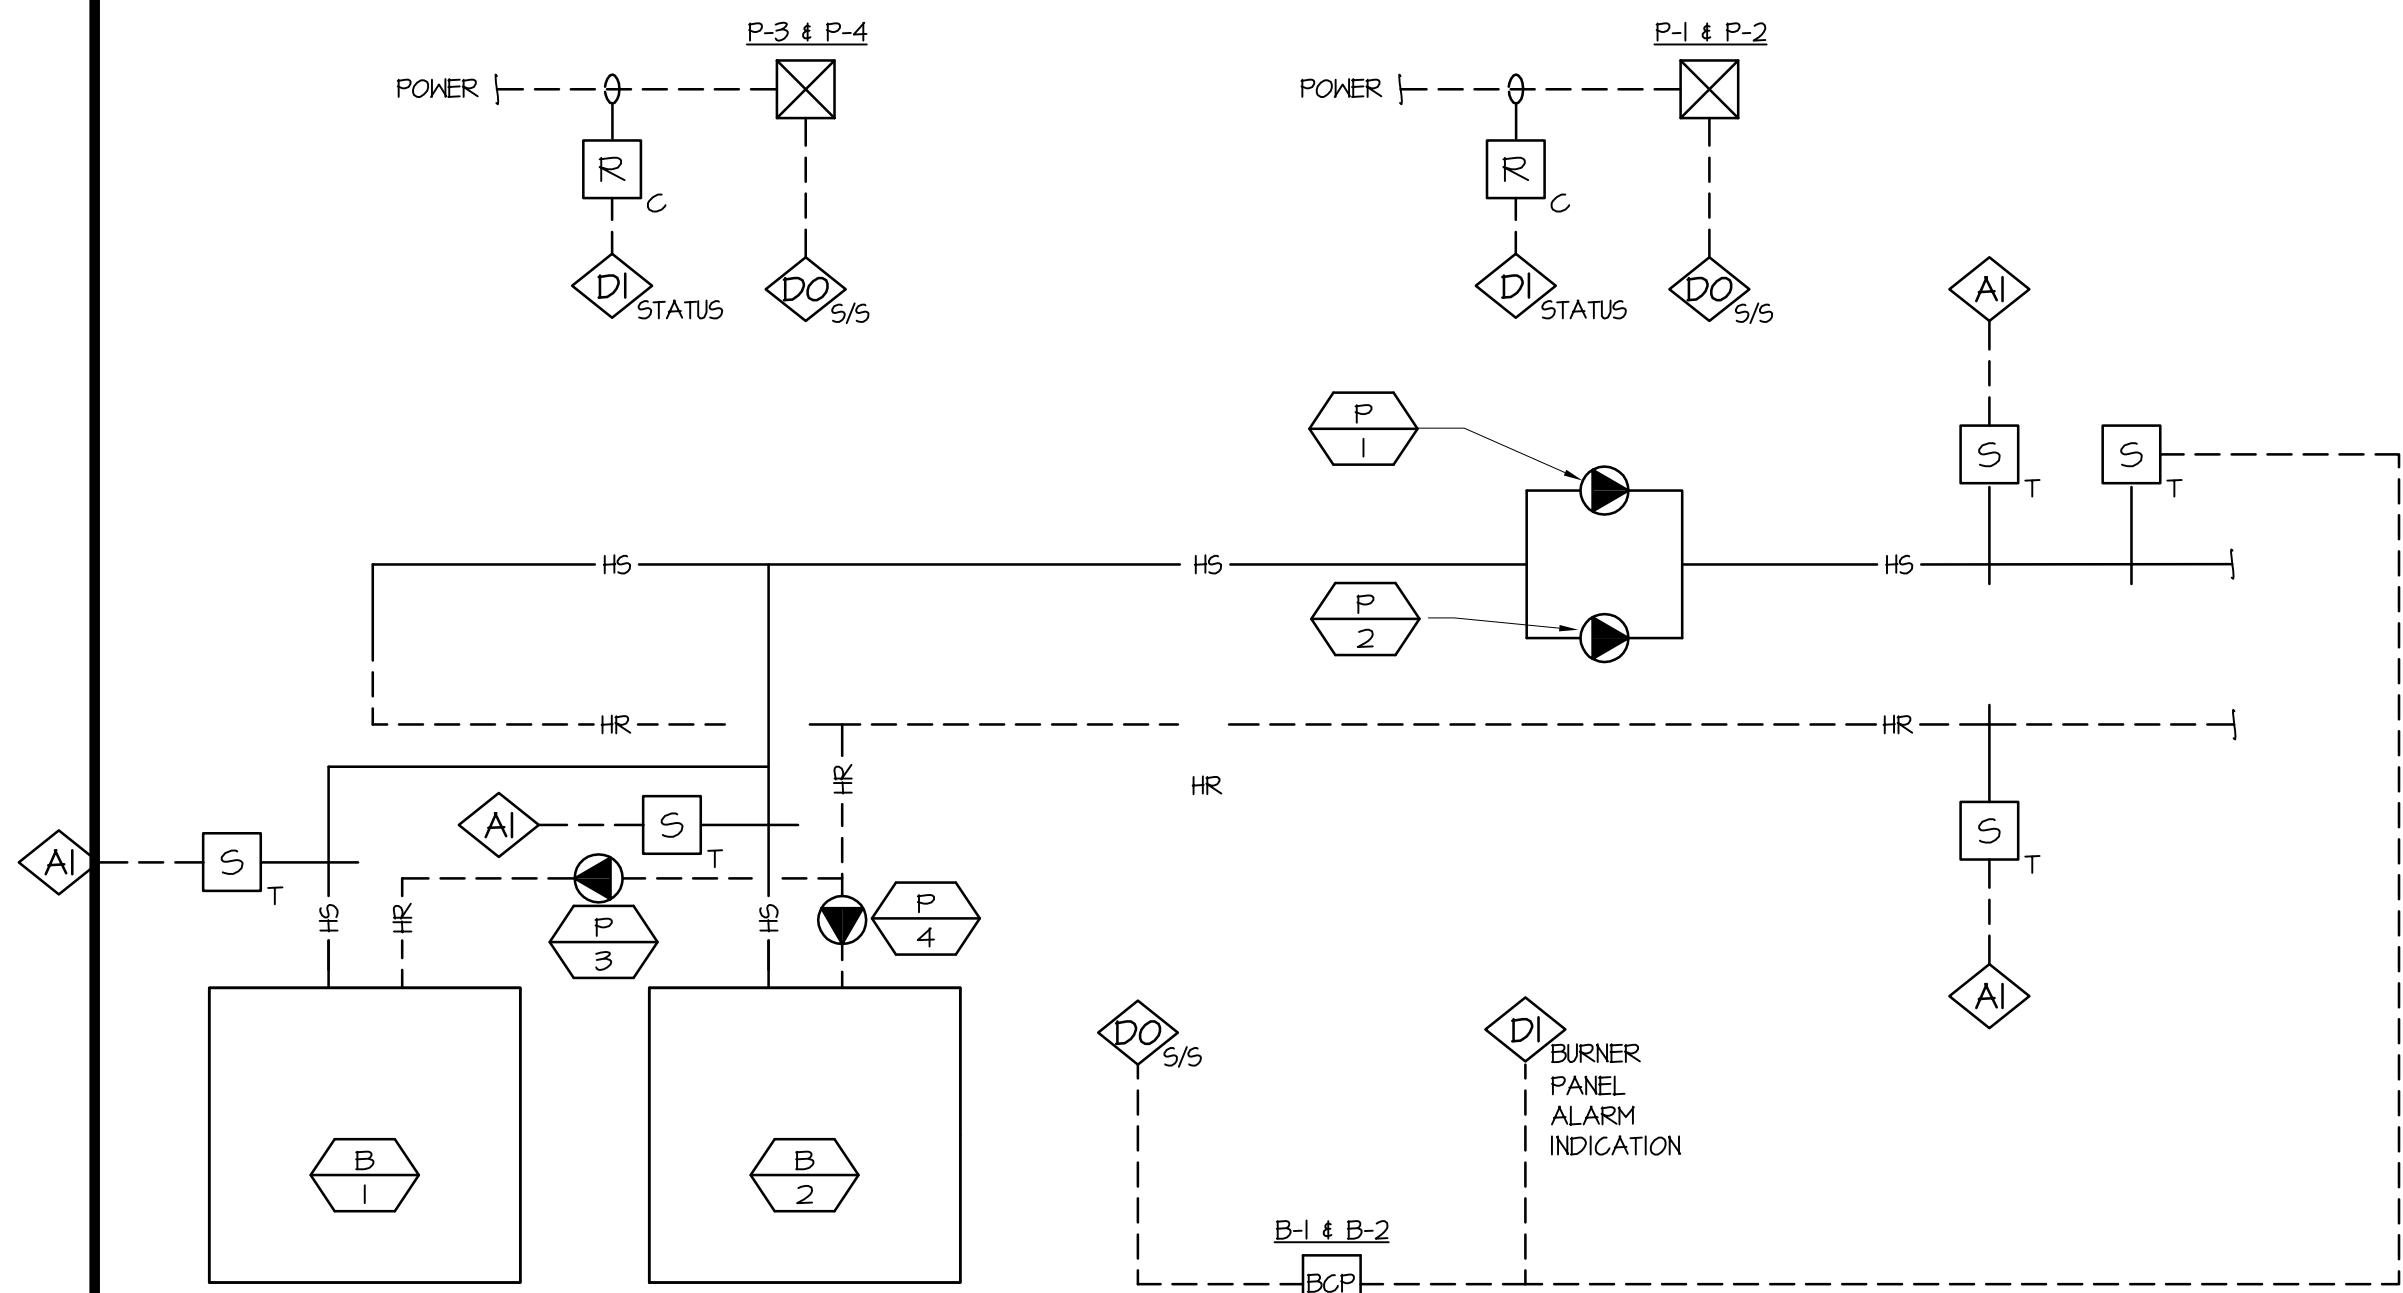 P-3 & P-4
P-1 & P-2
POWER
POWER
R
C
R
C
DI
STATUS
DO
S/S
DI
STATUS
DO
S/S
AI
P
1
S
T
S
T
HS
HS
HS
P
2
HR
HR
HR
HR
AI
S
T
S
T
AI
S
T
HS
HR
P
3
HS
P
4
AI
DO
S/S
DI
BURNER
PANEL
ALARM
INDICATION
B
1
B
2
B-1 & B-2
BCP